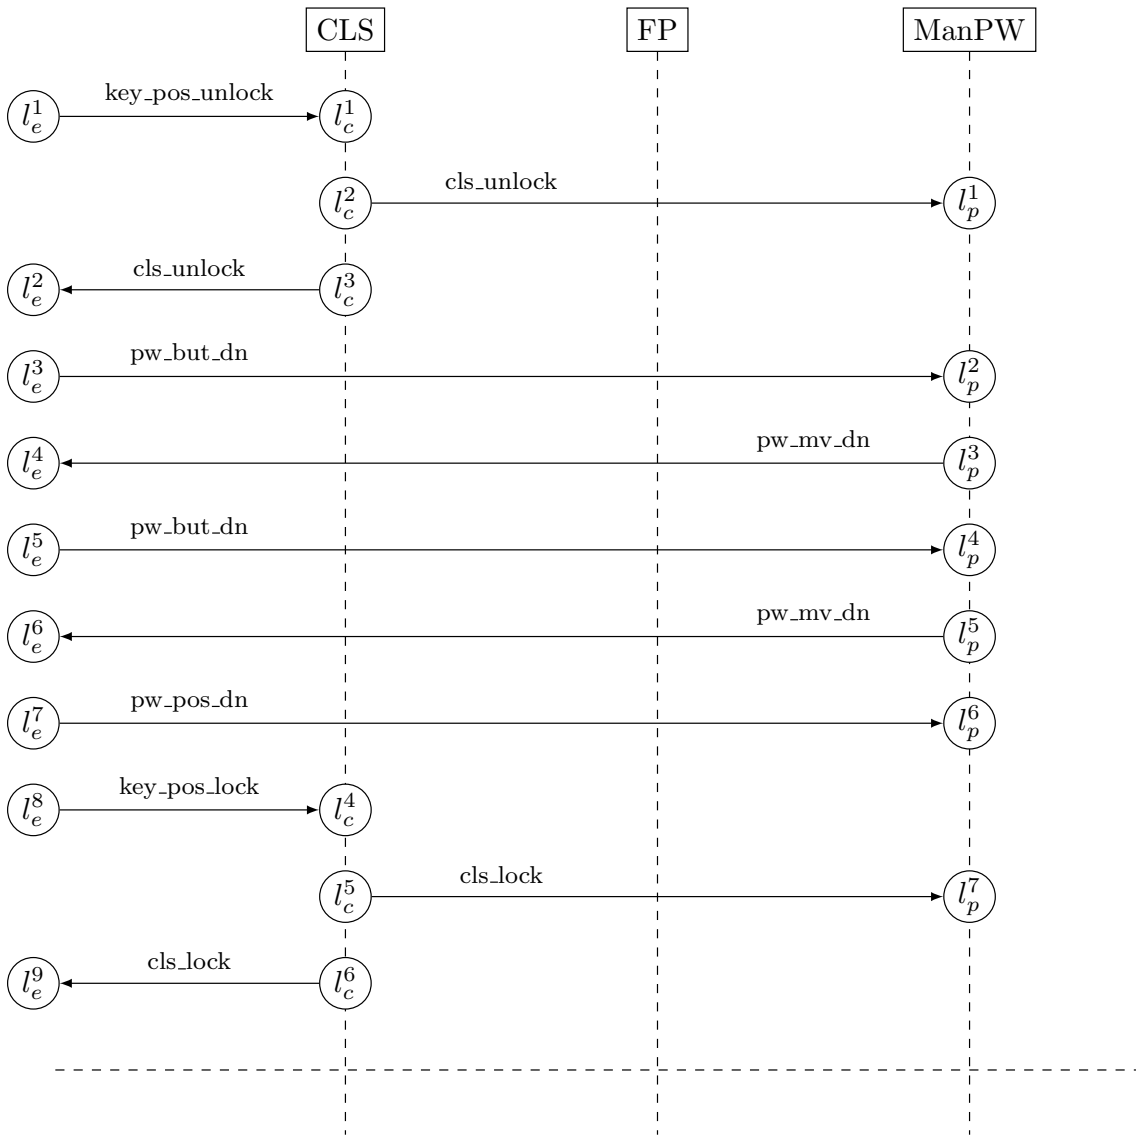 CLS FP ManPW
l_e^1 key_pos_unlock l_c^1
l_c^2 cls_unlock l_p^1
l_e^2 cls_unlock l_c^3
l_e^3 pw_but_dn l_p^2
l_e^4 pw_mv_dn l_p^3
l_e^5 pw_but_dn l_p^4
l_e^6 pw_mv_dn l_p^5
l_e^7 pw_pos_dn l_p^6
l_e^8 key_pos_lock l_c^4
l_c^5 cls_lock l_p^7
l_e^9 cls_lock l_c^6